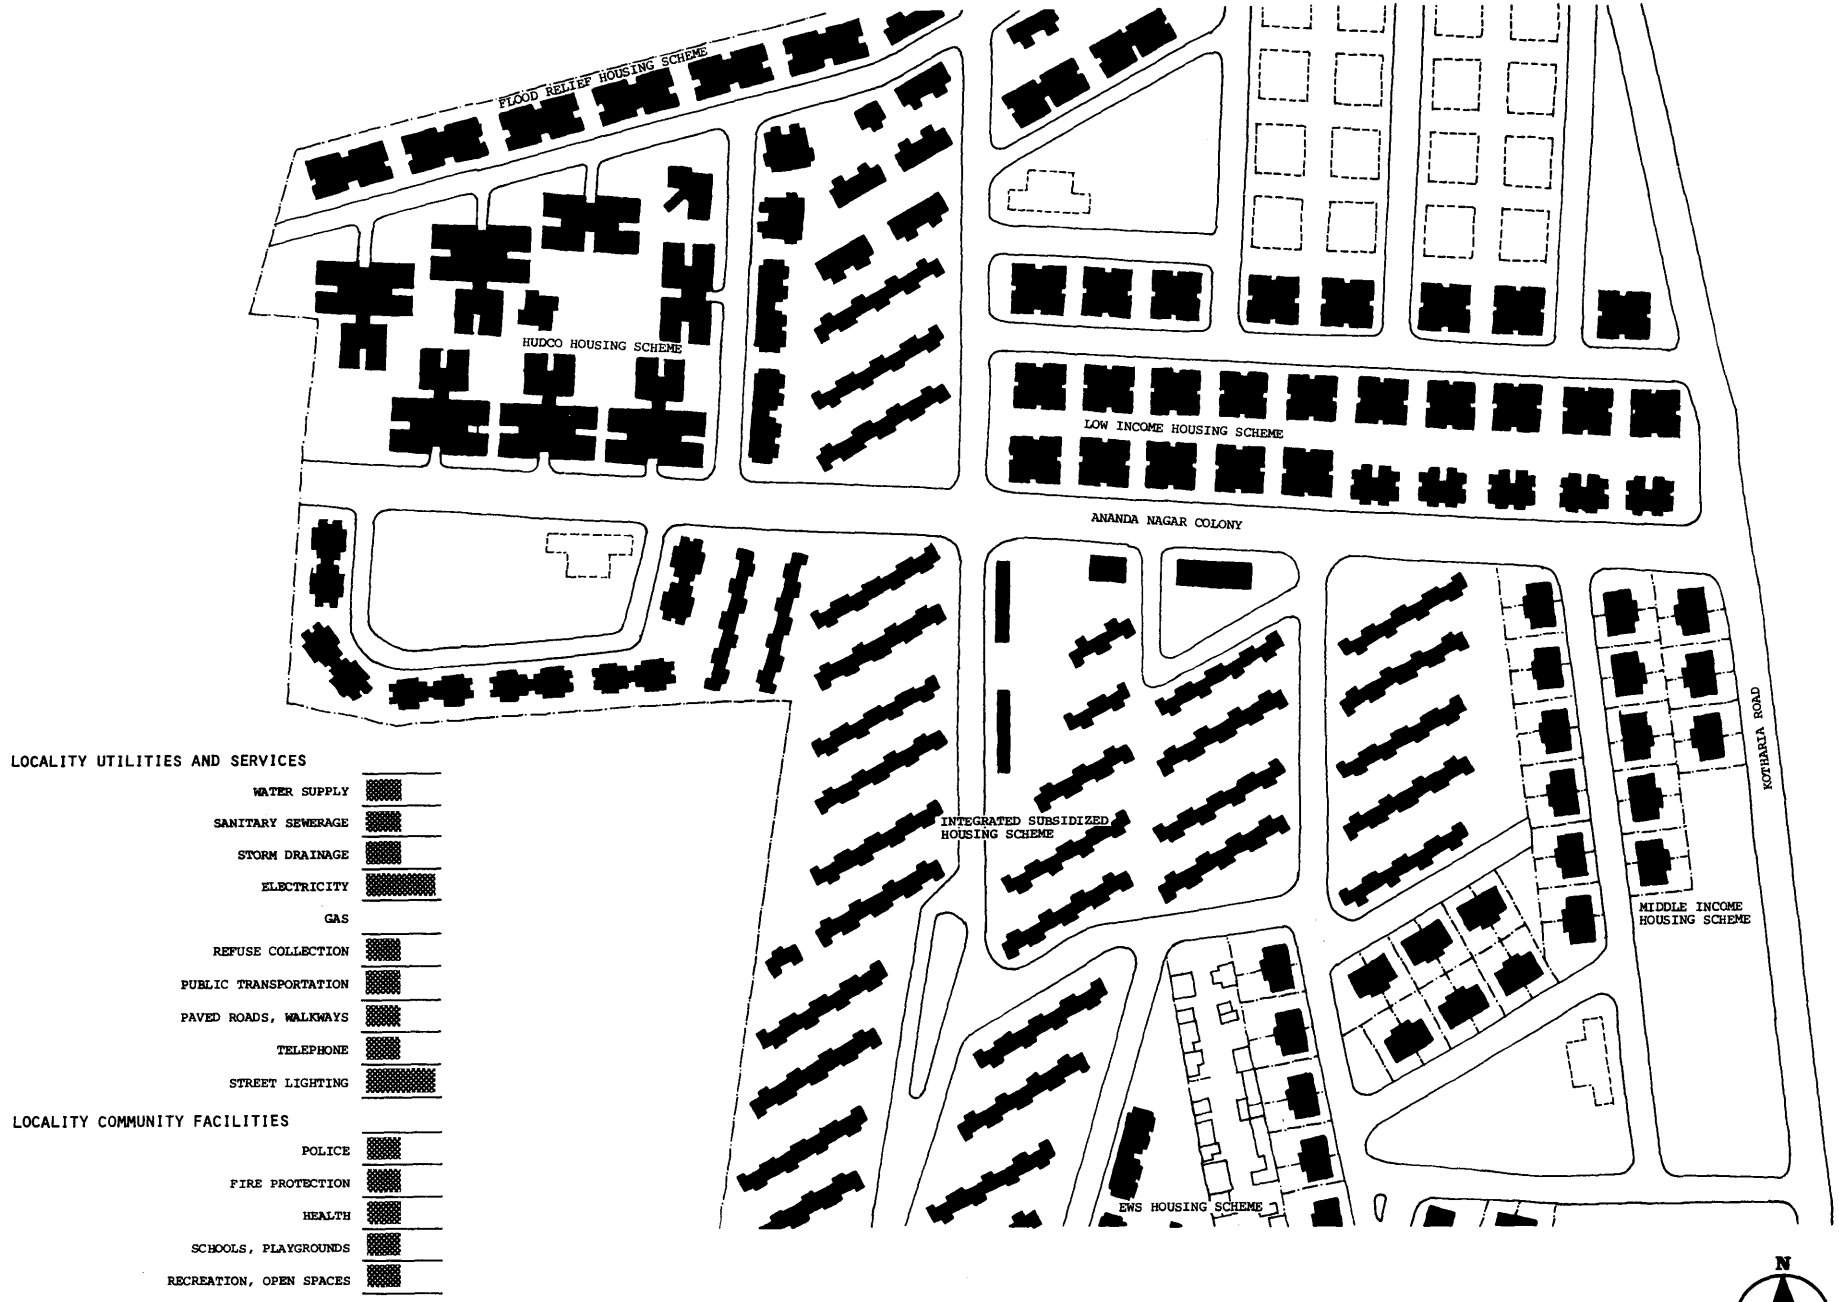 FLOOD RELIEF HOUSING SCHEME
HUDCO HOUSING SCHEME
LOW INCOME HOUSING SCHEME
ANANDA NAGAR COLONY
KOTHARIA ROAD
INTEGRATED SUBSIDIZED
HOUSING SCHEME
MIDDLE INCOME
HOUSING SCHEME
EWS HOUSING SCHEME
LOCALITY UTILITIES AND SERVICES
WATER SUPPLY
SANITARY SEWERAGE
STORM DRAINAGE
ELECTRICITY
GAS
REFUSE COLLECTION
PUBLIC TRANSPORTATION
PAVED ROADS, WALKWAYS
TELEPHONE
STREET LIGHTING
LOCALITY COMMUNITY FACILITIES
POLICE
FIRE PROTECTION
HEALTH
SCHOOLS, PLAYGROUNDS
RECREATION, OPEN SPACES
N